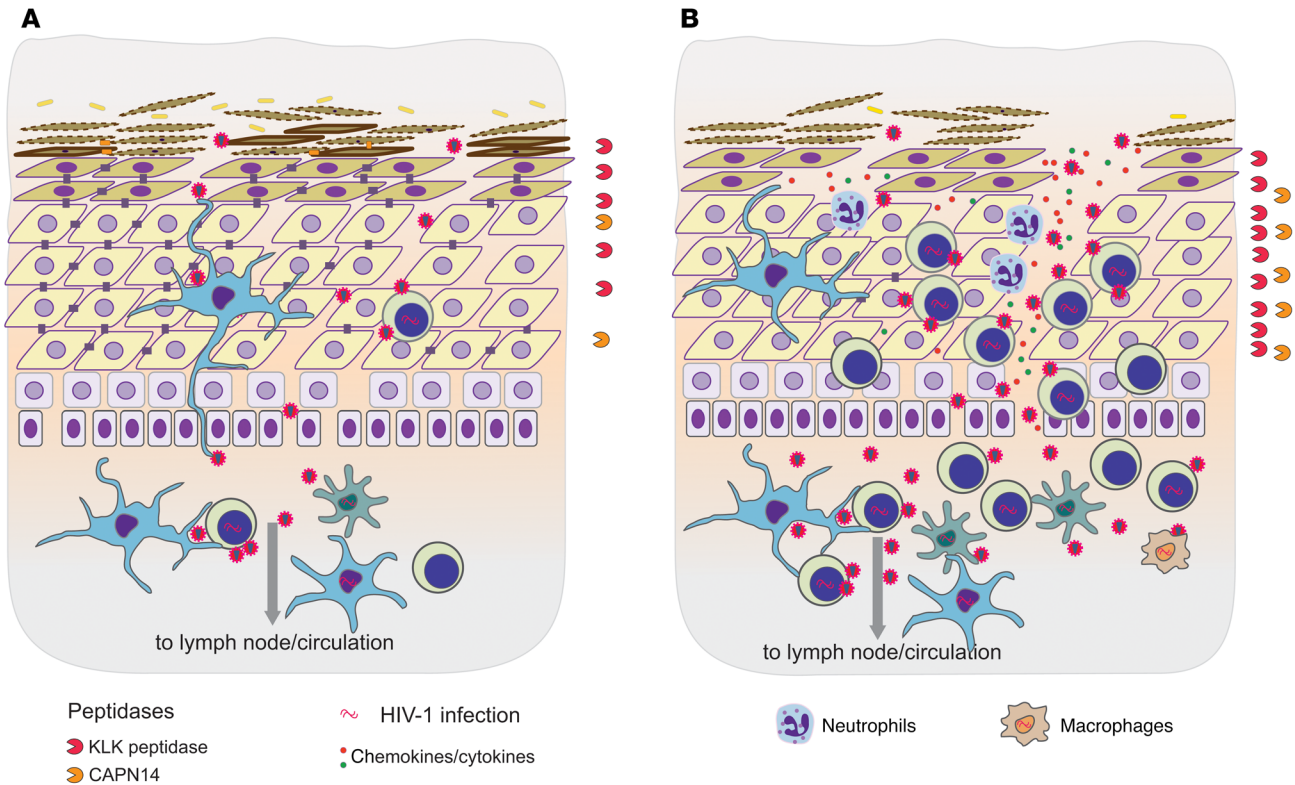 A
B
to lymph node/circulation
to lymph node/circulation
Peptidases
KLK peptidase
CAPN14
HIV-1 infection
Chemokines/cytokines
Neutrophils
Macrophages